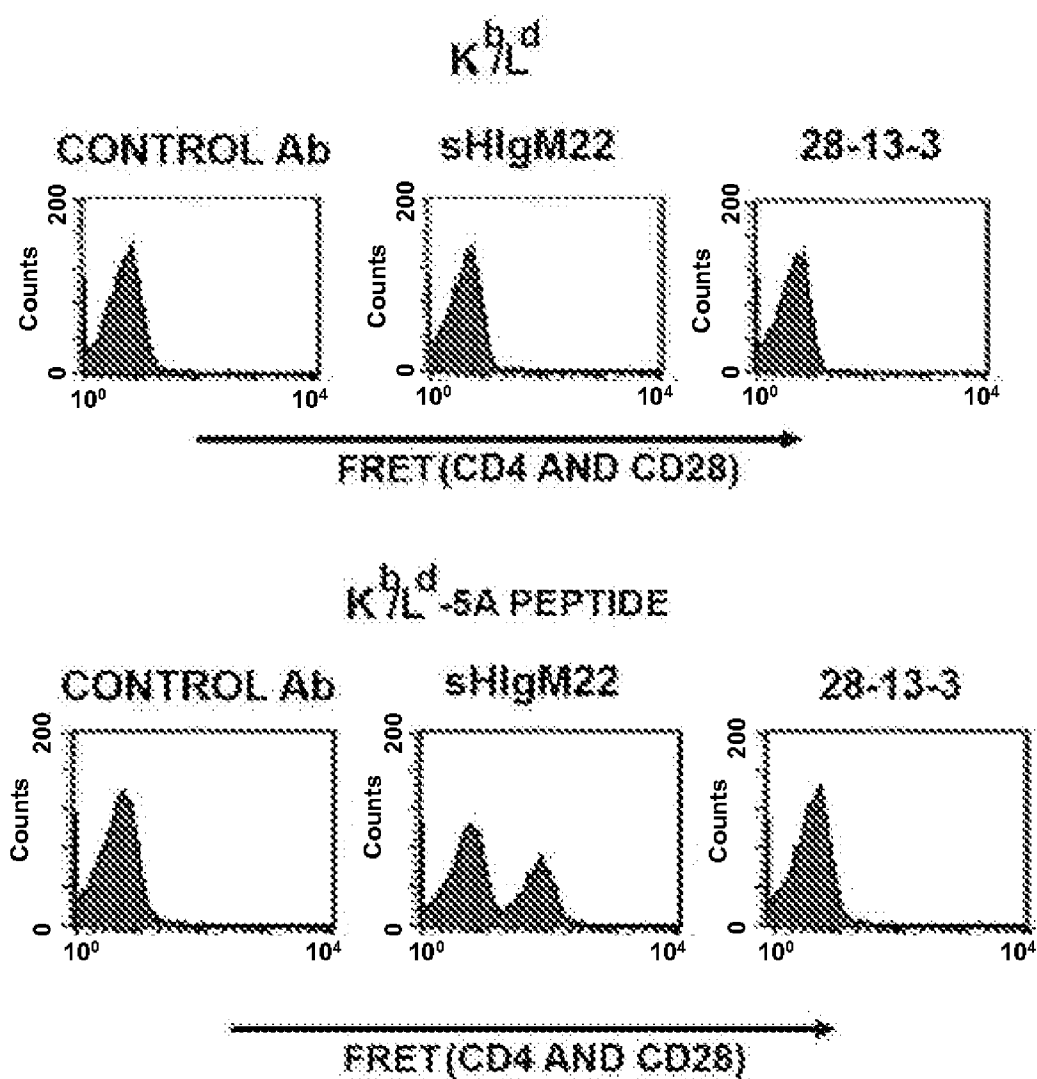 K^b/L^d
CONTROL Ab sHIgM22 28-13-3
200 200 200
Counts Counts Counts
0 0 0
10^0 10^4 10^0 10^4 10^0 10^4
FRET(CD4 AND CD28)
K^b/L^d-5A PEPTIDE
CONTROL Ab sHIgM22 28-13-3
200 200 200
Counts Counts Counts
0 0 0
10^0 10^4 10^0 10^4 10^0 10^4
FRET(CD4 AND CD28)